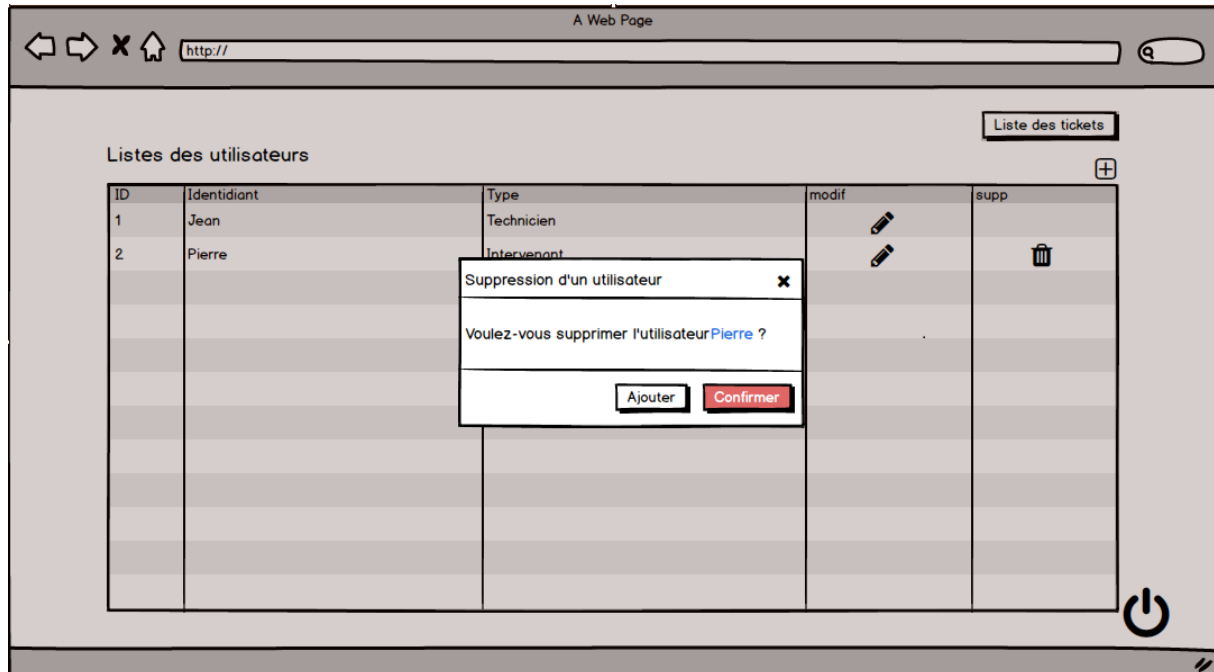 A Web Page
http://
Liste des tickets
Listes des utilisateurs
ID Identidiant Type modif supp
1 Jean Technicien
2 Pierre Intervenant
Suppression d'un utilisateur
Voulez-vous supprimer l'utilisateur Pierre ?
Ajouter Confirmer